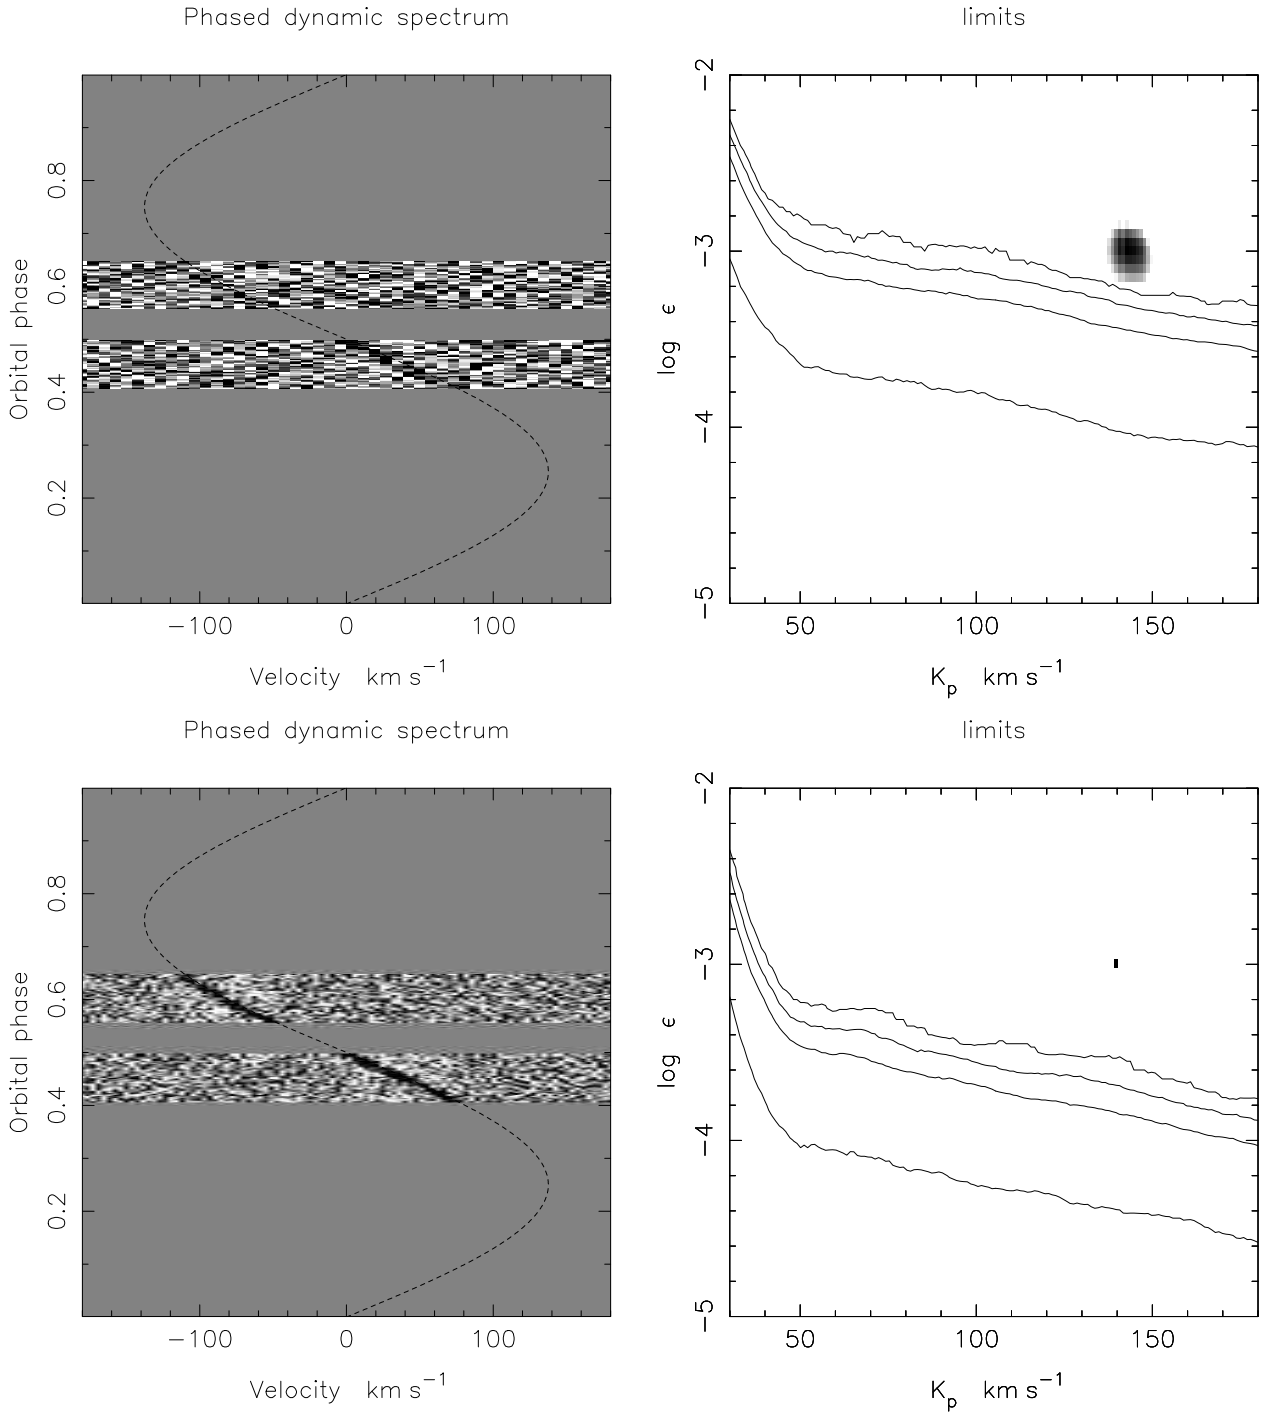 Phased dynamic spectrum
limits
Orbital phase
0.8
0.6
0.4
0.2
−100 0 100
Velocity km s⁻¹
log ϵ
−2
−3
−4
−5
50 100 150
Kₚ km s⁻¹
Phased dynamic spectrum
limits
Orbital phase
0.8
0.6
0.4
0.2
−100 0 100
Velocity km s⁻¹
log ϵ
−2
−3
−4
−5
50 100 150
Kₚ km s⁻¹